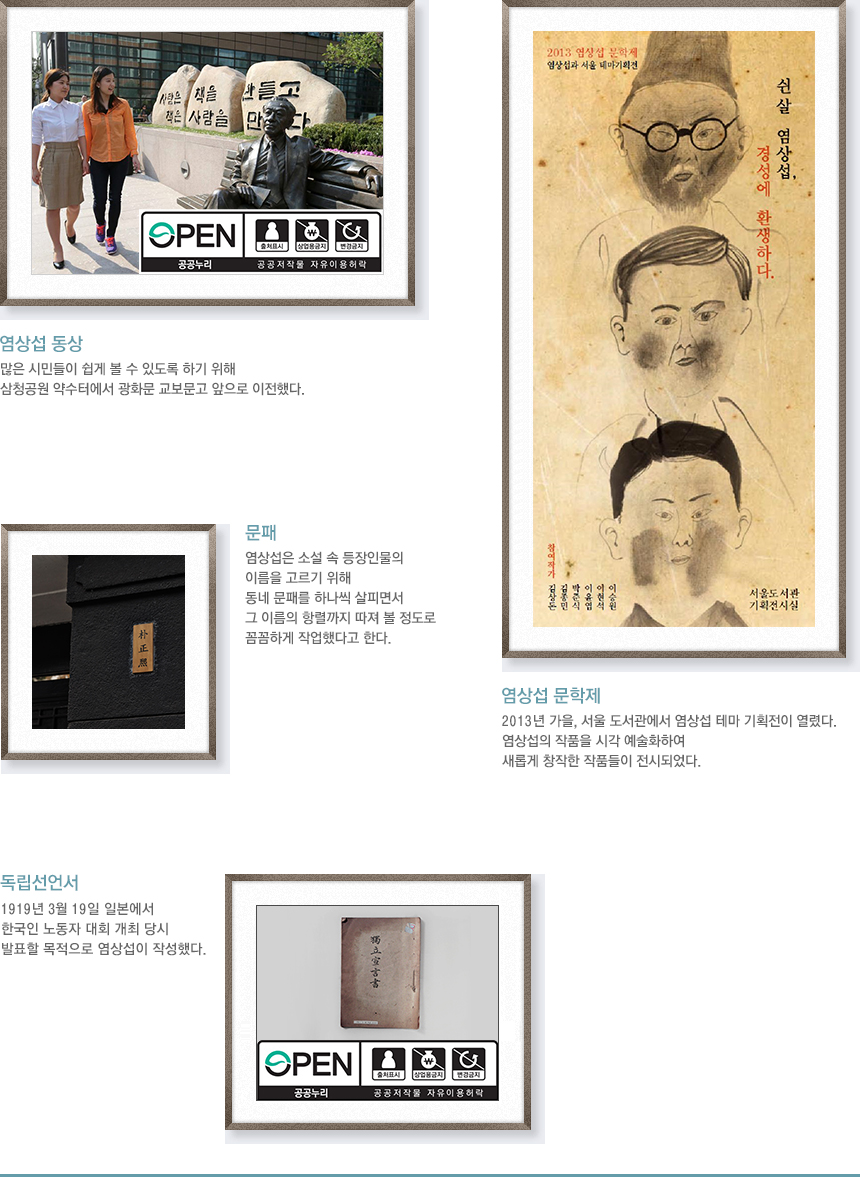 사람은 책을 만들고
책은 사람을 만든다
OPEN
출처표시 상업용금지 변경금지
공공누리 공공저작물 자유이용허락
염상섭 동상
많은 시민들이 쉽게 볼 수 있도록 하기 위해
삼청공원 약수터에서 광화문 교보문고 앞으로 이전했다.
2013 염상섭 문학제
염상섭과 서울 테마기획전
쉰 살 염상섭,
경성에 환생하다.
참여작가
이승원
이현석
이윤엽
박준식
김종민
김상돈
서울도서관
기획전시실
염상섭 문학제
2013년 가을, 서울 도서관에서 염상섭 테마 기획전이 열렸다.
염상섭의 작품을 시각 예술화하여
새롭게 창작한 작품들이 전시되었다.
朴正熙
문패
염상섭은 소설 속 등장인물의
이름을 고르기 위해
동네 문패를 하나씩 살피면서
그 이름의 항렬까지 따져 볼 정도로
꼼꼼하게 작업했다고 한다.
독립선언서
1919년 3월 19일 일본에서
한국인 노동자 대회 개최 당시
발표할 목적으로 염상섭이 작성했다.
獨立宣言書
OPEN
출처표시 상업용금지 변경금지
공공누리 공공저작물 자유이용허락